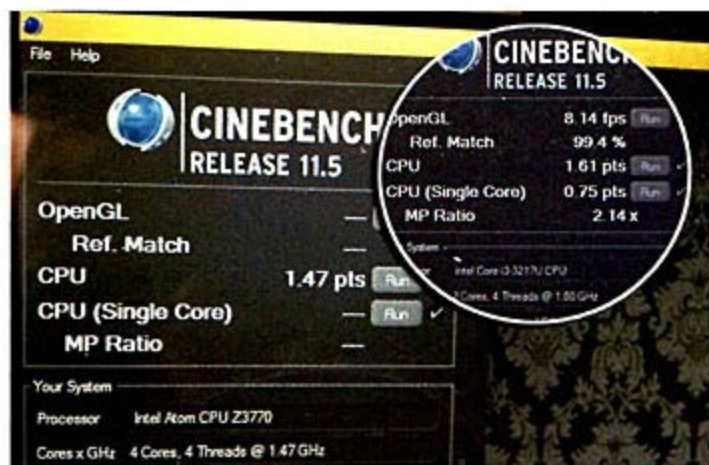 File Help
CINEBENCH
RELEASE 11.5
OpenGL —
Ref. Match —
CPU 1.47 pts Run
CPU (Single Core) — Run ✓
MP Ratio —
Your System
Processor Intel Atom CPU Z3770
Cores x GHz 4 Cores, 4 Threads @ 1.47 GHz
CINEBENC
RELEASE 11.5
OpenGL 8.14 fps Run
Ref. Match 99.4 %
CPU 1.61 pts Run ✓
CPU (Single Core) 0.75 pts Run ✓
MP Ratio 2.14 x
System
Intel Core i3-3217U CPU
Cores, 4 Threads @ 1.80 GHz